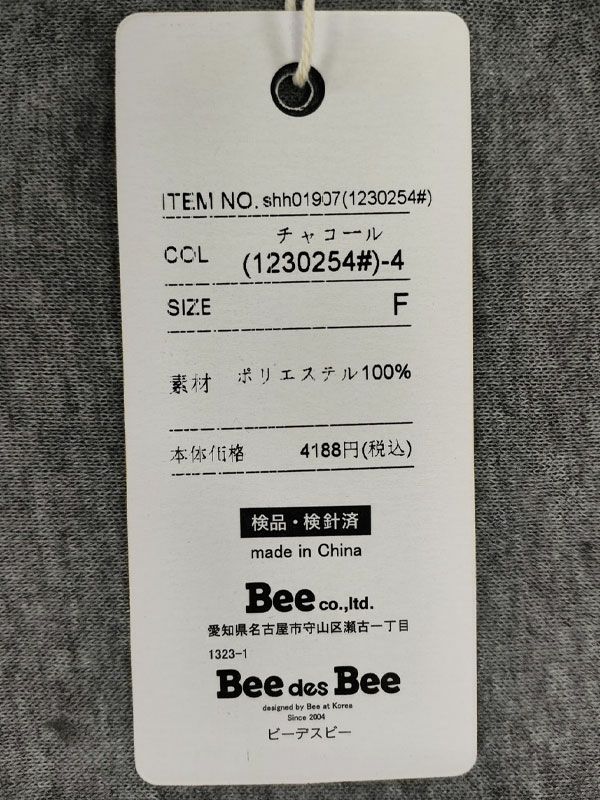 ITEM NO. shh01907(1230254#)
チャコール
COL (1230254#)-4
SIZE F
素材 ポリエステル100%
本体価格 4188円(税込)
検品・検針済
made in China
Bee co.,ltd.
愛知県名古屋市守山区瀬古一丁目
1323-1
Bee des Bee
designed by Bee at Korea
Since 2004
ビーデスビー